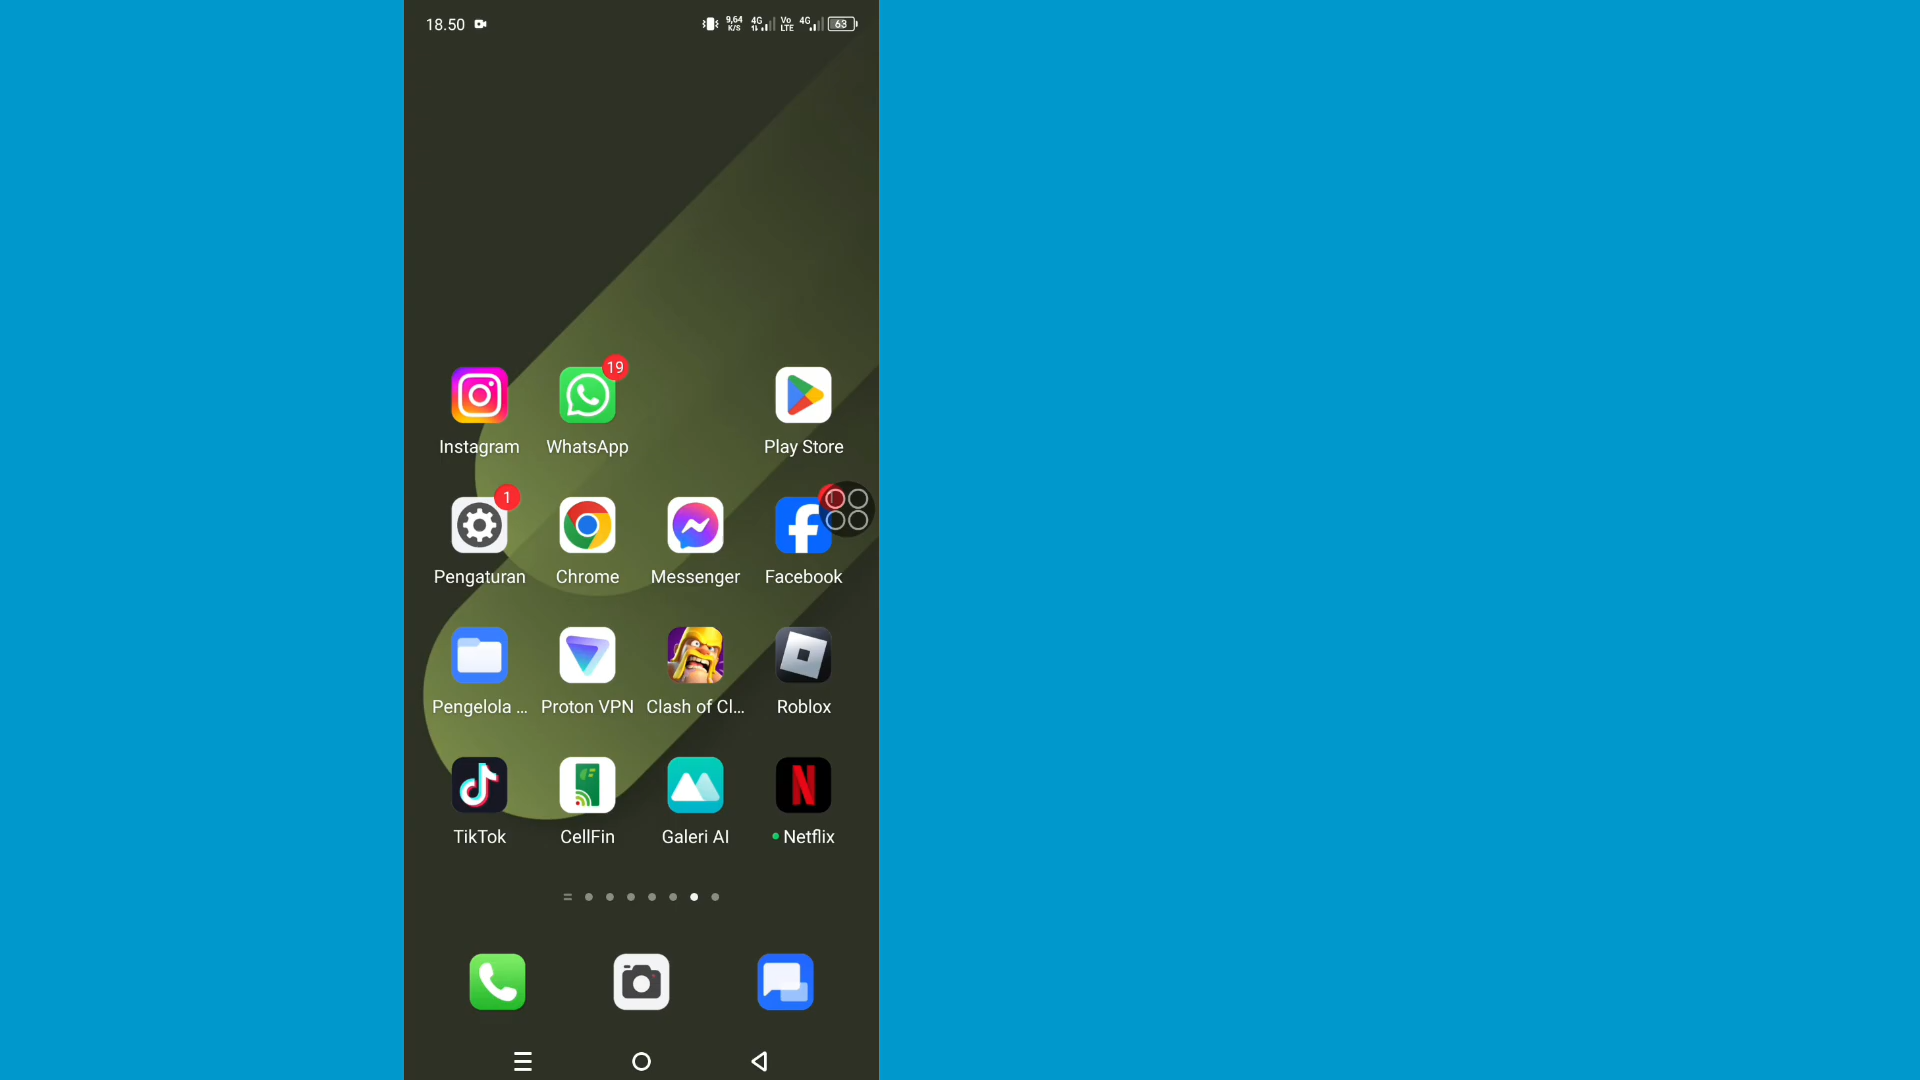 18.50 9,64 K/S 4G Vo LTE 4G 63
19
Instagram WhatsApp Play Store
1
Pengaturan Chrome Messenger Facebook
Pengelola ... Proton VPN Clash of Cl... Roblox
TikTok CellFin Galeri AI Netflix